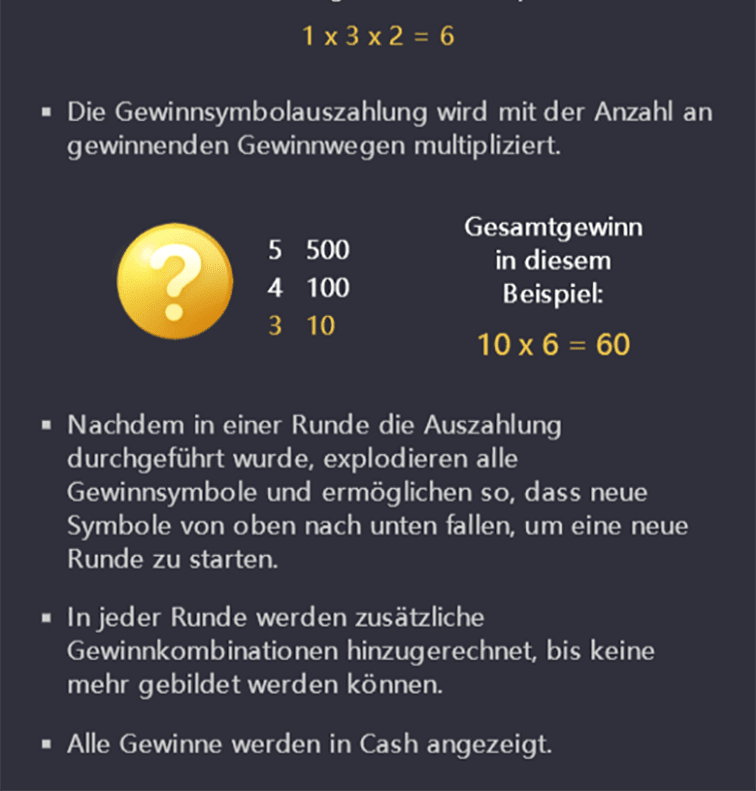 1 x 3 x 2 = 6
▪ Die Gewinnsymbolauszahlung wird mit der Anzahl an
gewinnenden Gewinnwegen multipliziert.
?
5 500
4 100
3 10
Gesamtgewinn
in diesem
Beispiel:
10 x 6 = 60
▪ Nachdem in einer Runde die Auszahlung
durchgeführt wurde, explodieren alle
Gewinnsymbole und ermöglichen so, dass neue
Symbole von oben nach unten fallen, um eine neue
Runde zu starten.
▪ In jeder Runde werden zusätzliche
Gewinnkombinationen hinzugerechnet, bis keine
mehr gebildet werden können.
▪ Alle Gewinne werden in Cash angezeigt.